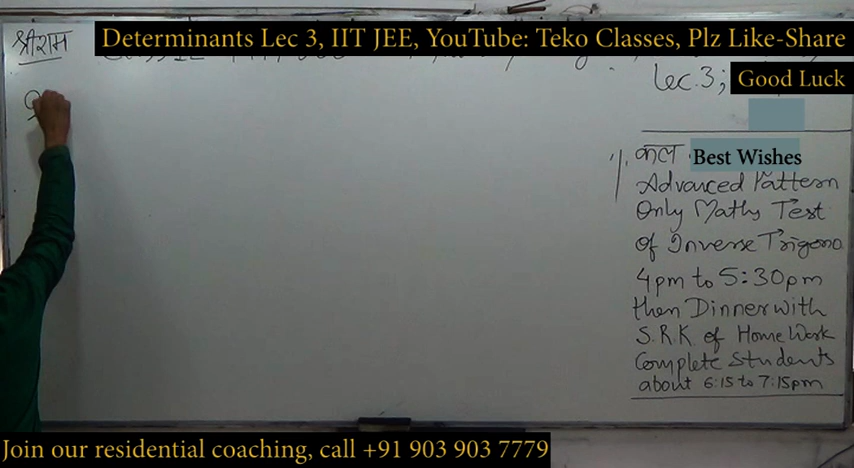 श्रीराम
Determinants Lec 3, IIT JEE, YouTube: Teko Classes, Plz Like-Share
Lec.3;
Good Luck
कल
Best Wishes
Advanced Pattern
Only Maths Test
of Inverse Trigono
4pm to 5:30pm
then Dinner with
S.R.K. of Home Work
Complete Students
about 6:15 to 7:15pm
Join our residential coaching, call +91 903 903 7779